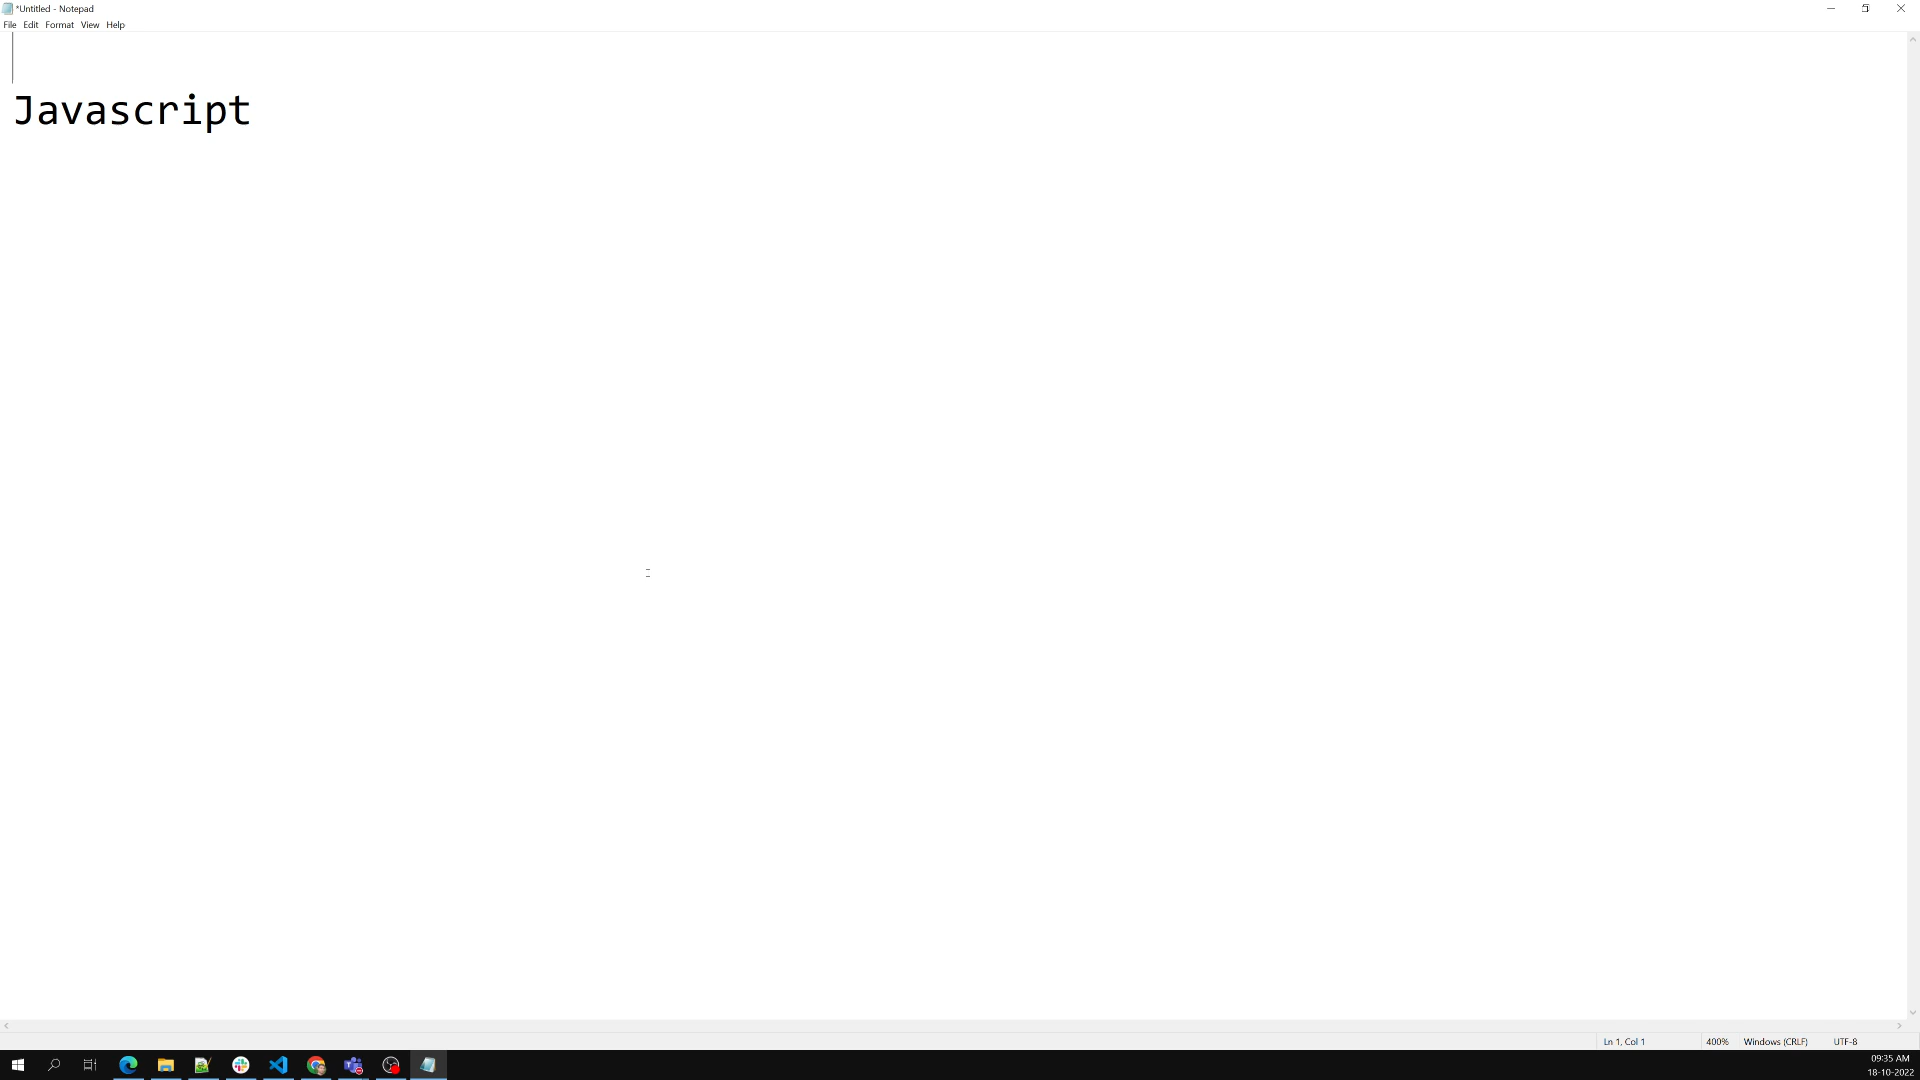 *Untitled - Notepad
File Edit Format View Help
Javascript
Ln 1, Col 1 400% Windows (CRLF) UTF-8
09:35 AM
18-10-2022